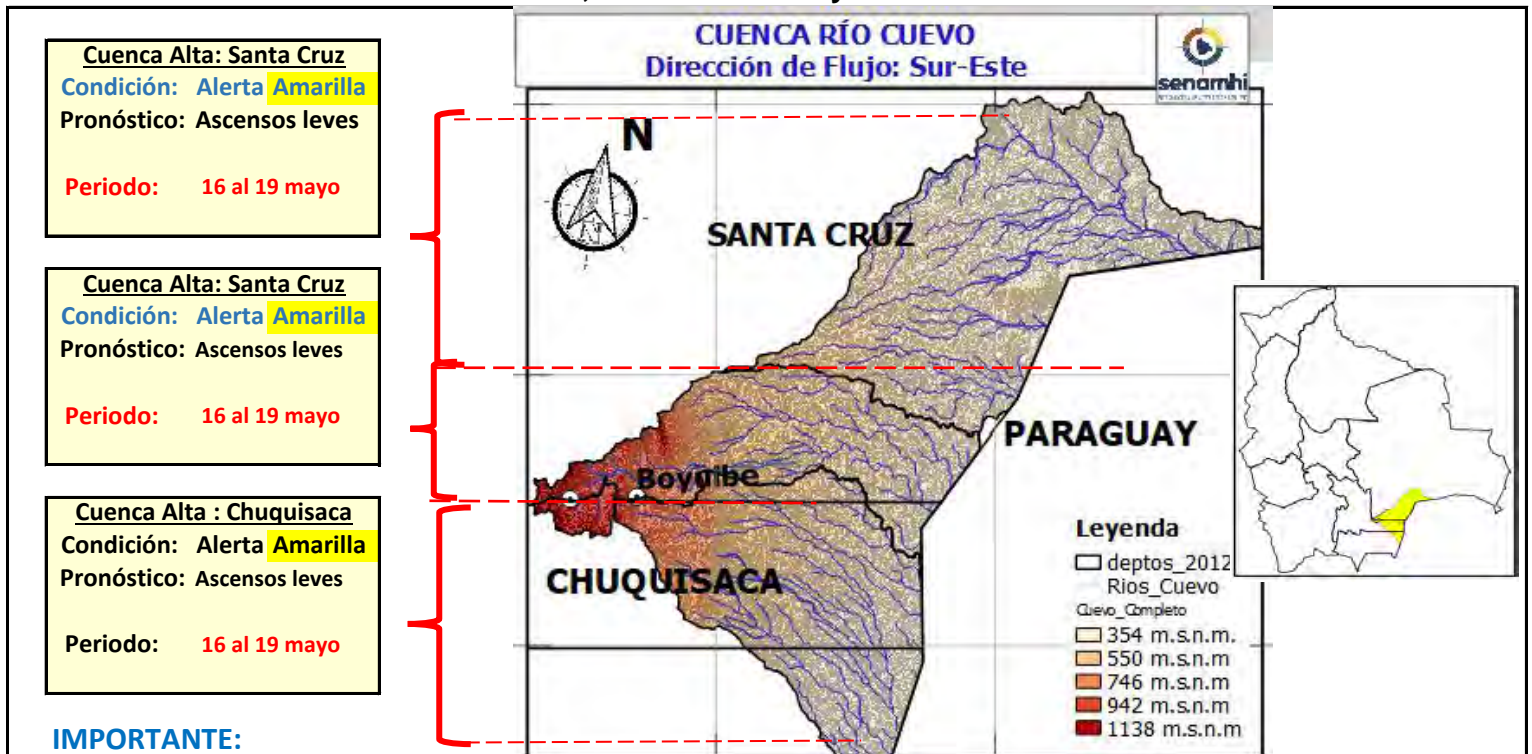 Cuenca Alta: Santa Cruz
Condición: Alerta Amarilla
Pronóstico: Ascensos leves
Periodo: 16 al 19 mayo
Cuenca Alta: Santa Cruz
Condición: Alerta Amarilla
Pronóstico: Ascensos leves
Periodo: 16 al 19 mayo
Cuenca Alta : Chuquisaca
Condición: Alerta Amarilla
Pronóstico: Ascensos leves
Periodo: 16 al 19 mayo
IMPORTANTE:
CUENCA RÍO CUEVO
Dirección de Flujo: Sur-Este
senamhi
N
SANTA CRUZ
PARAGUAY
Boyuibe
CHUQUISACA
Leyenda
deptos_2012
Rios_Cuevo
Cuevo_Completo
354 m.s.n.m.
550 m.s.n.m
746 m.s.n.m
942 m.s.n.m
1138 m.s.n.m